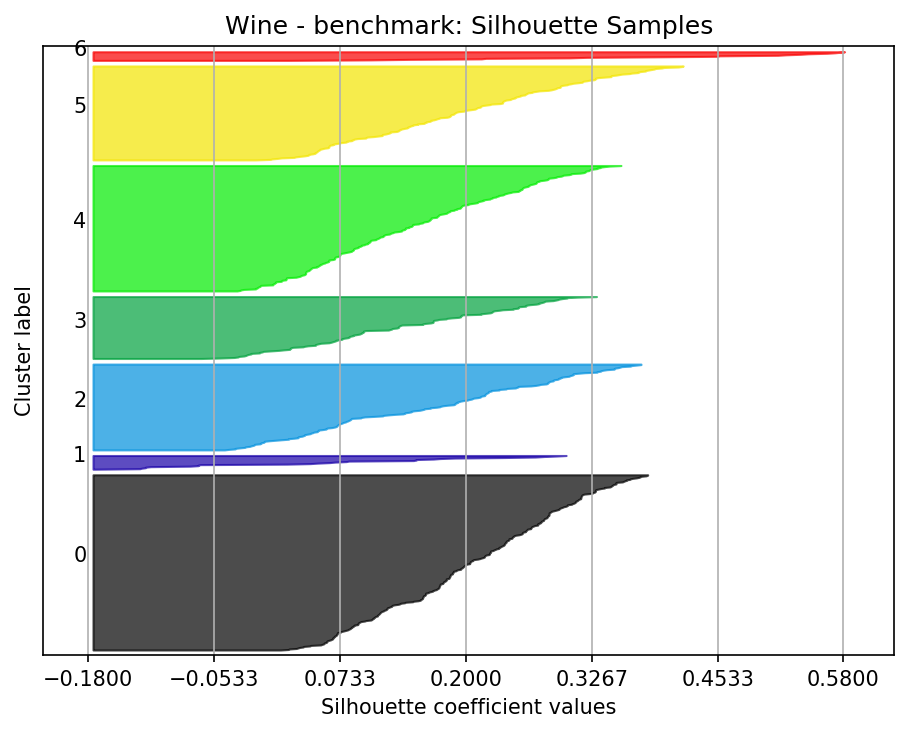 Wine - benchmark: Silhouette Samples
6
5
4
3
2
1
0
Cluster label
−0.1800 −0.0533 0.0733 0.2000 0.3267 0.4533 0.5800
Silhouette coefficient values